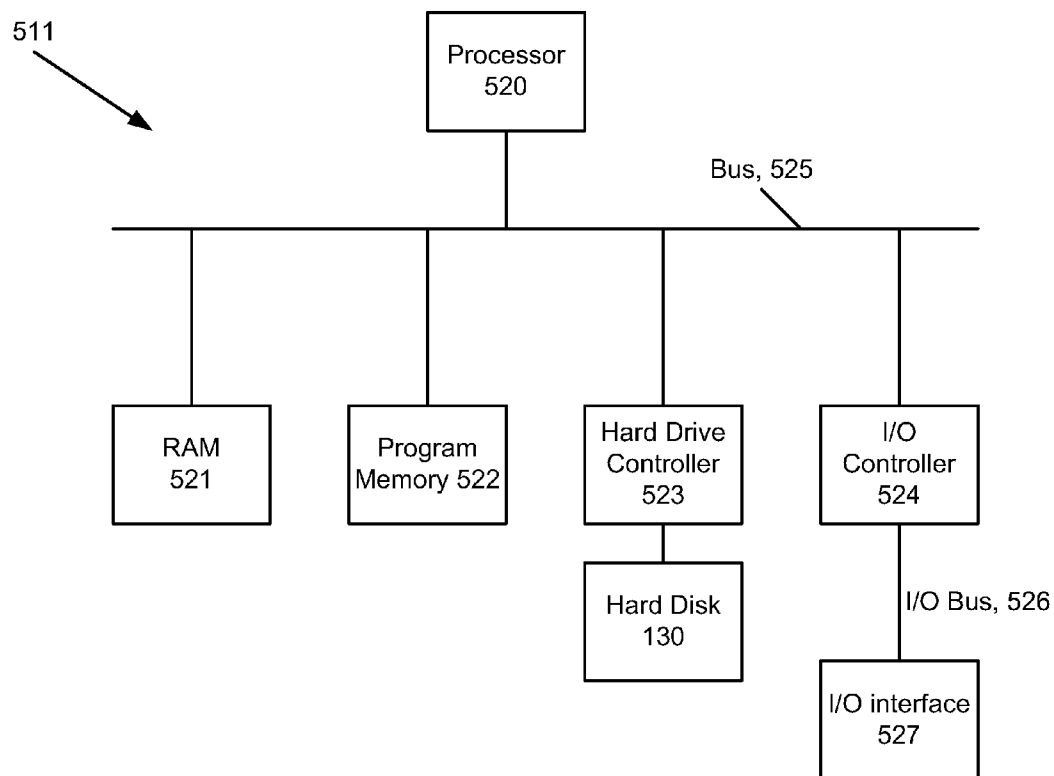 511
Processor
520
Bus, 525
RAM
521
Program
Memory 522
Hard Drive
Controller
523
I/O
Controller
524
Hard Disk
130
I/O Bus, 526
I/O interface
527